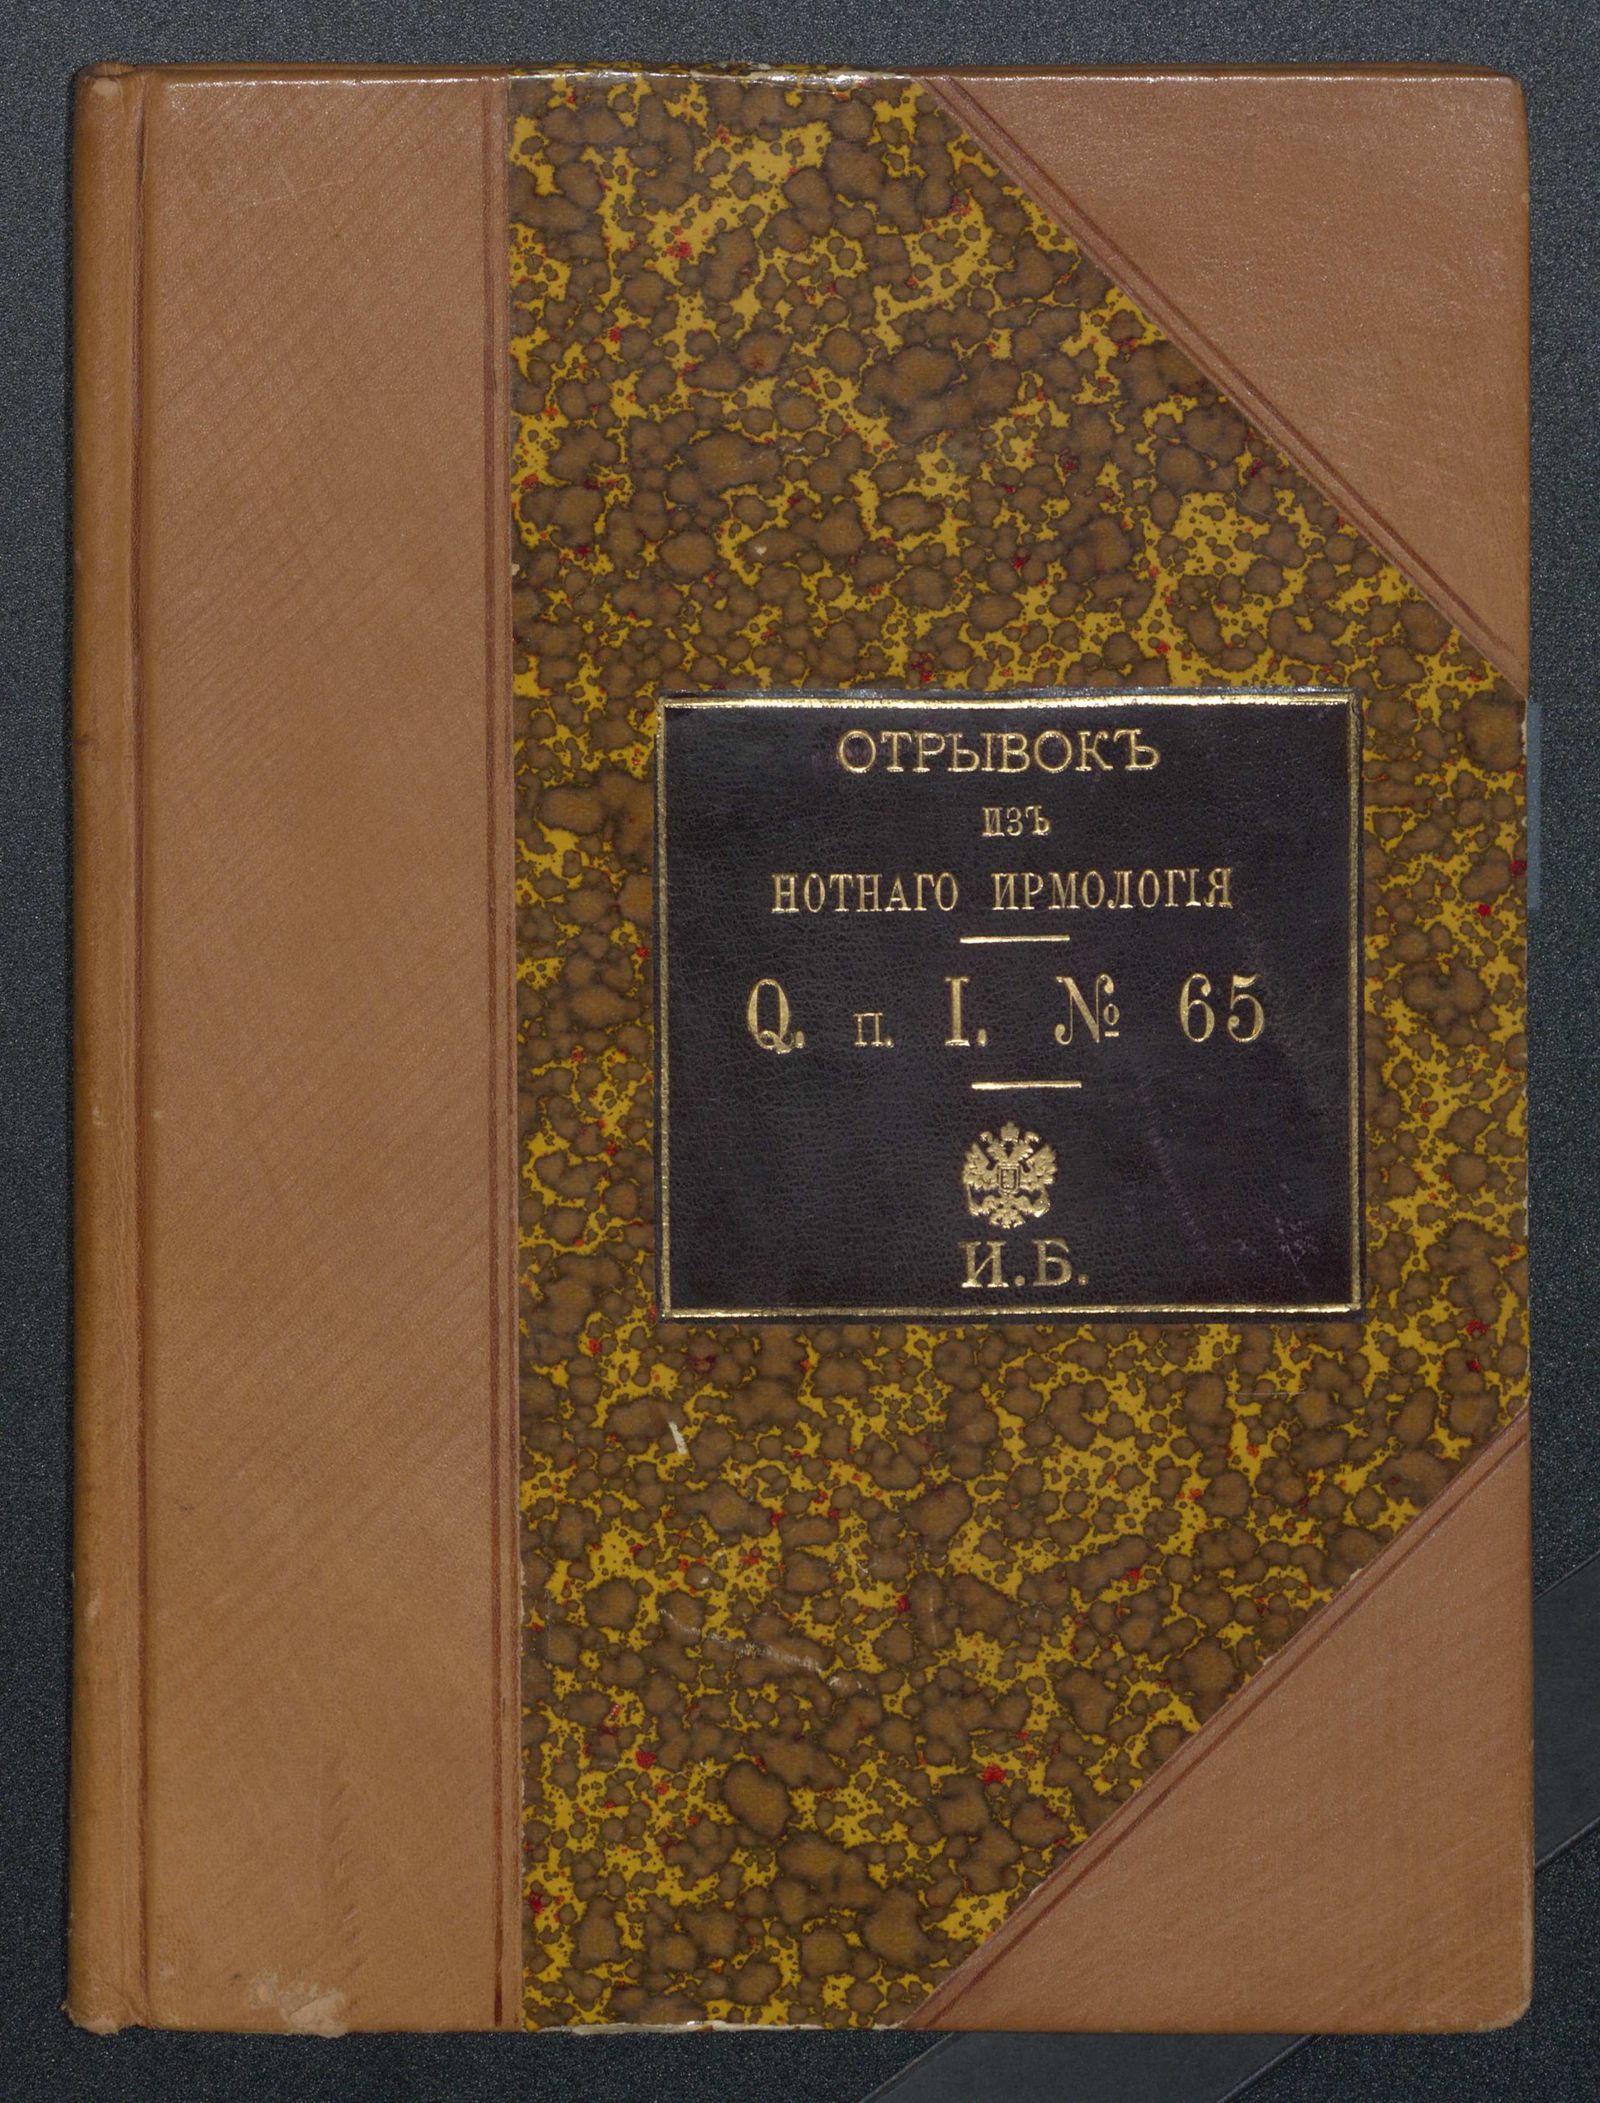 ОТРЫВОКЪ
ИЗЪ
НОТНАГО ИРМОЛОГІЯ
Q. п. I. № 65
И.Б.